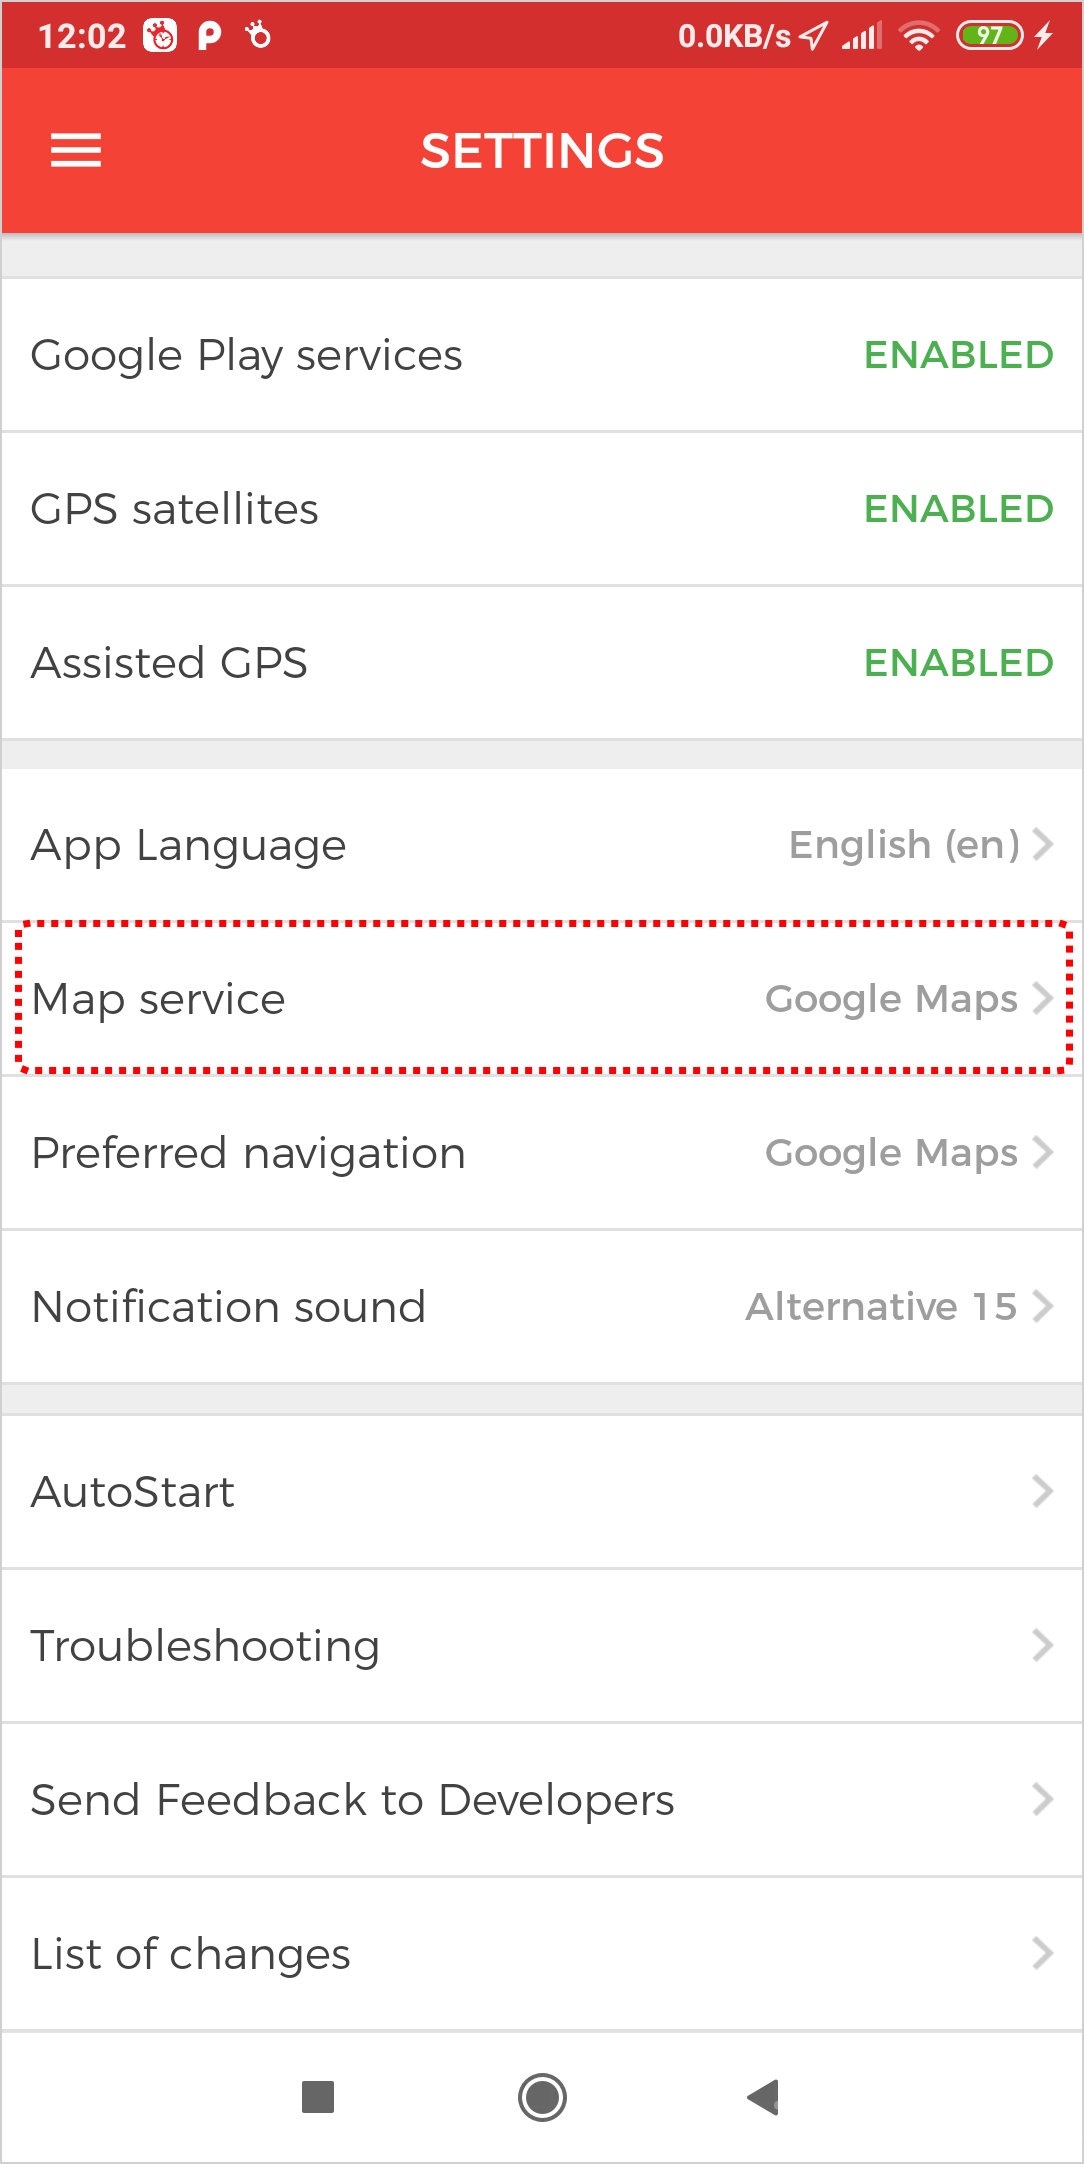 12:02 0.0KB/s 97
SETTINGS
Google Play services ENABLED
GPS satellites ENABLED
Assisted GPS ENABLED
App Language English (en)
Map service Google Maps
Preferred navigation Google Maps
Notification sound Alternative 15
AutoStart
Troubleshooting
Send Feedback to Developers
List of changes